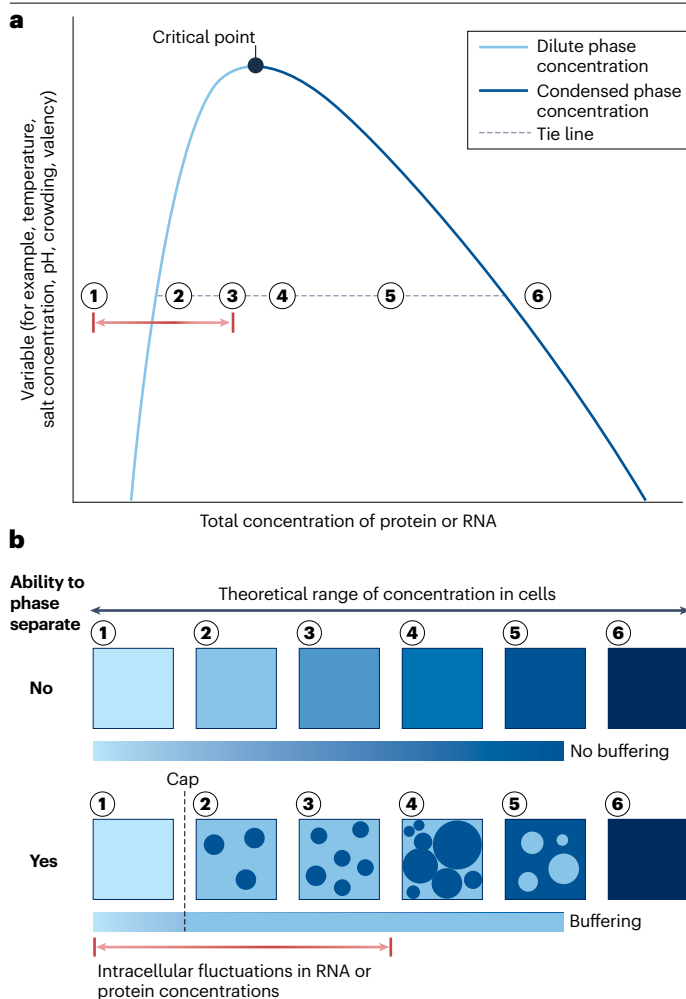 a
Critical point
Dilute phase
concentration
Condensed phase
concentration
Tie line
Variable (for example, temperature,
salt concentration, pH, crowding, valency)
1 2 3 4 5 6
Total concentration of protein or RNA
b
Ability to
phase
separate
Theoretical range of concentration in cells
1 2 3 4 5 6
No
No buffering
Cap
1 2 3 4 5 6
Yes
Buffering
Intracellular fluctuations in RNA or
protein concentrations